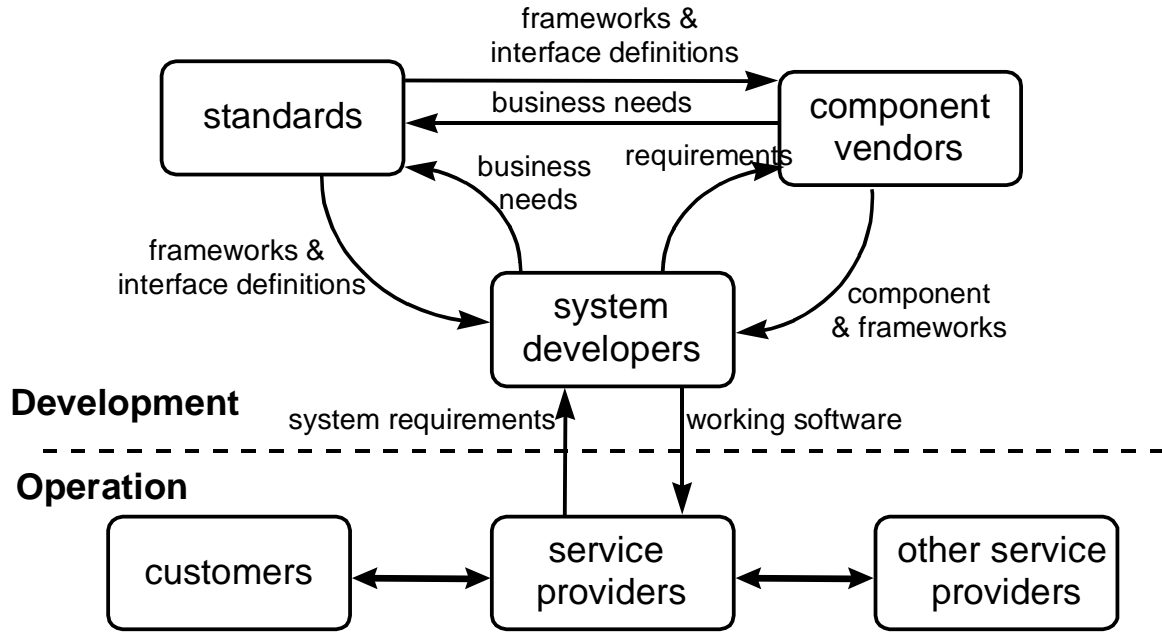 frameworks &
interface definitions
standards
business needs
component
vendors
requirements
business
needs
frameworks &
interface definitions
system
developers
component
& frameworks
Development
system requirements
working software
Operation
customers
service
providers
other service
providers